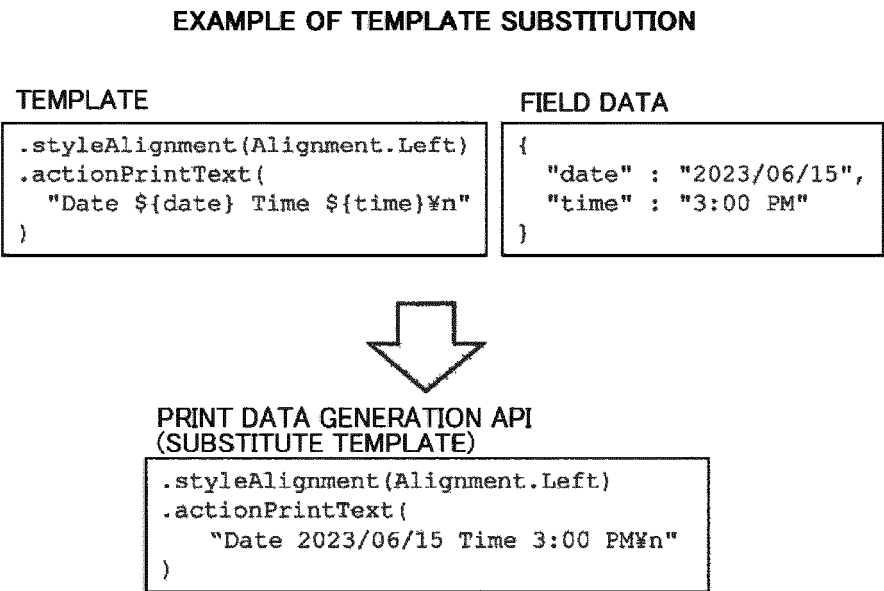 EXAMPLE OF TEMPLATE SUBSTITUTION
TEMPLATE
.styleAlignment(Alignment.Left)
.actionPrintText(
"Date ${date} Time ${time}¥n"
)
FIELD DATA
{
"date" : "2023/06/15",
"time" : "3:00 PM"
}
PRINT DATA GENERATION API
(SUBSTITUTE TEMPLATE)
.styleAlignment(Alignment.Left)
.actionPrintText(
“Date 2023/06/15 Time 3:00 PM¥n"
)